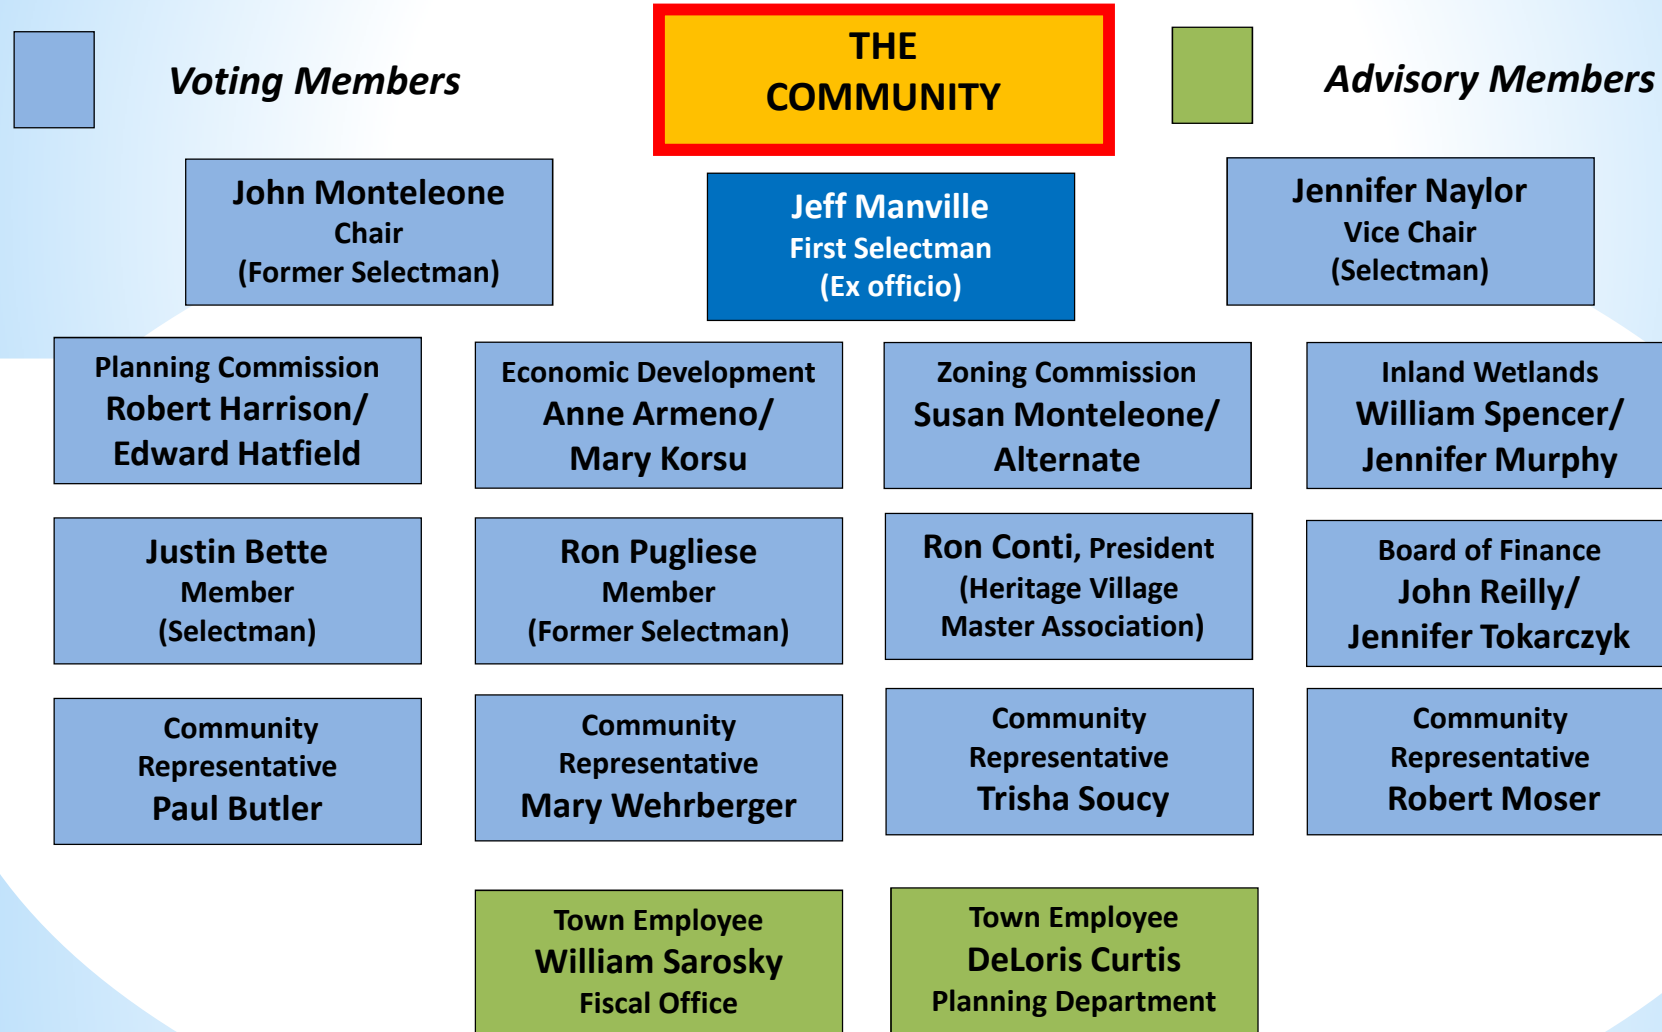 Voting Members
THE
COMMUNITY
Advisory Members
John Monteleone
Chair
(Former Selectman)
Jeff Manville
First Selectman
(Ex officio)
Jennifer Naylor
Vice Chair
(Selectman)
Planning Commission
Robert Harrison/
Edward Hatfield
Economic Development
Anne Armeno/
Mary Korsu
Zoning Commission
Susan Monteleone/
Alternate
Inland Wetlands
William Spencer/
Jennifer Murphy
Justin Bette
Member
(Selectman)
Ron Pugliese
Member
(Former Selectman)
Ron Conti, President
(Heritage Village
Master Association)
Board of Finance
John Reilly/
Jennifer Tokarczyk
Community
Representative
Paul Butler
Community
Representative
Mary Wehrberger
Community
Representative
Trisha Soucy
Community
Representative
Robert Moser
Town Employee
William Sarosky
Fiscal Office
Town Employee
DeLoris Curtis
Planning Department